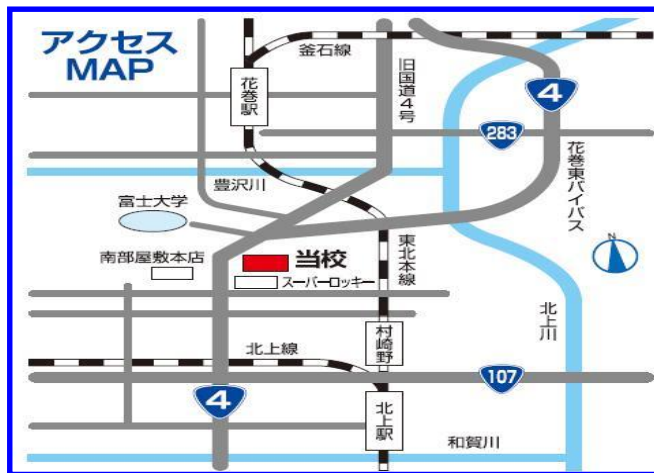 アクセス
MAP
釜石線
花巻駅
旧国道4号
4
283
花巻東バイパス
豊沢川
富士大学
N
南部屋敷本店
当校
スーパーロッキー
東北本線
北上川
村崎野
北上線
107
4
北上駅
和賀川